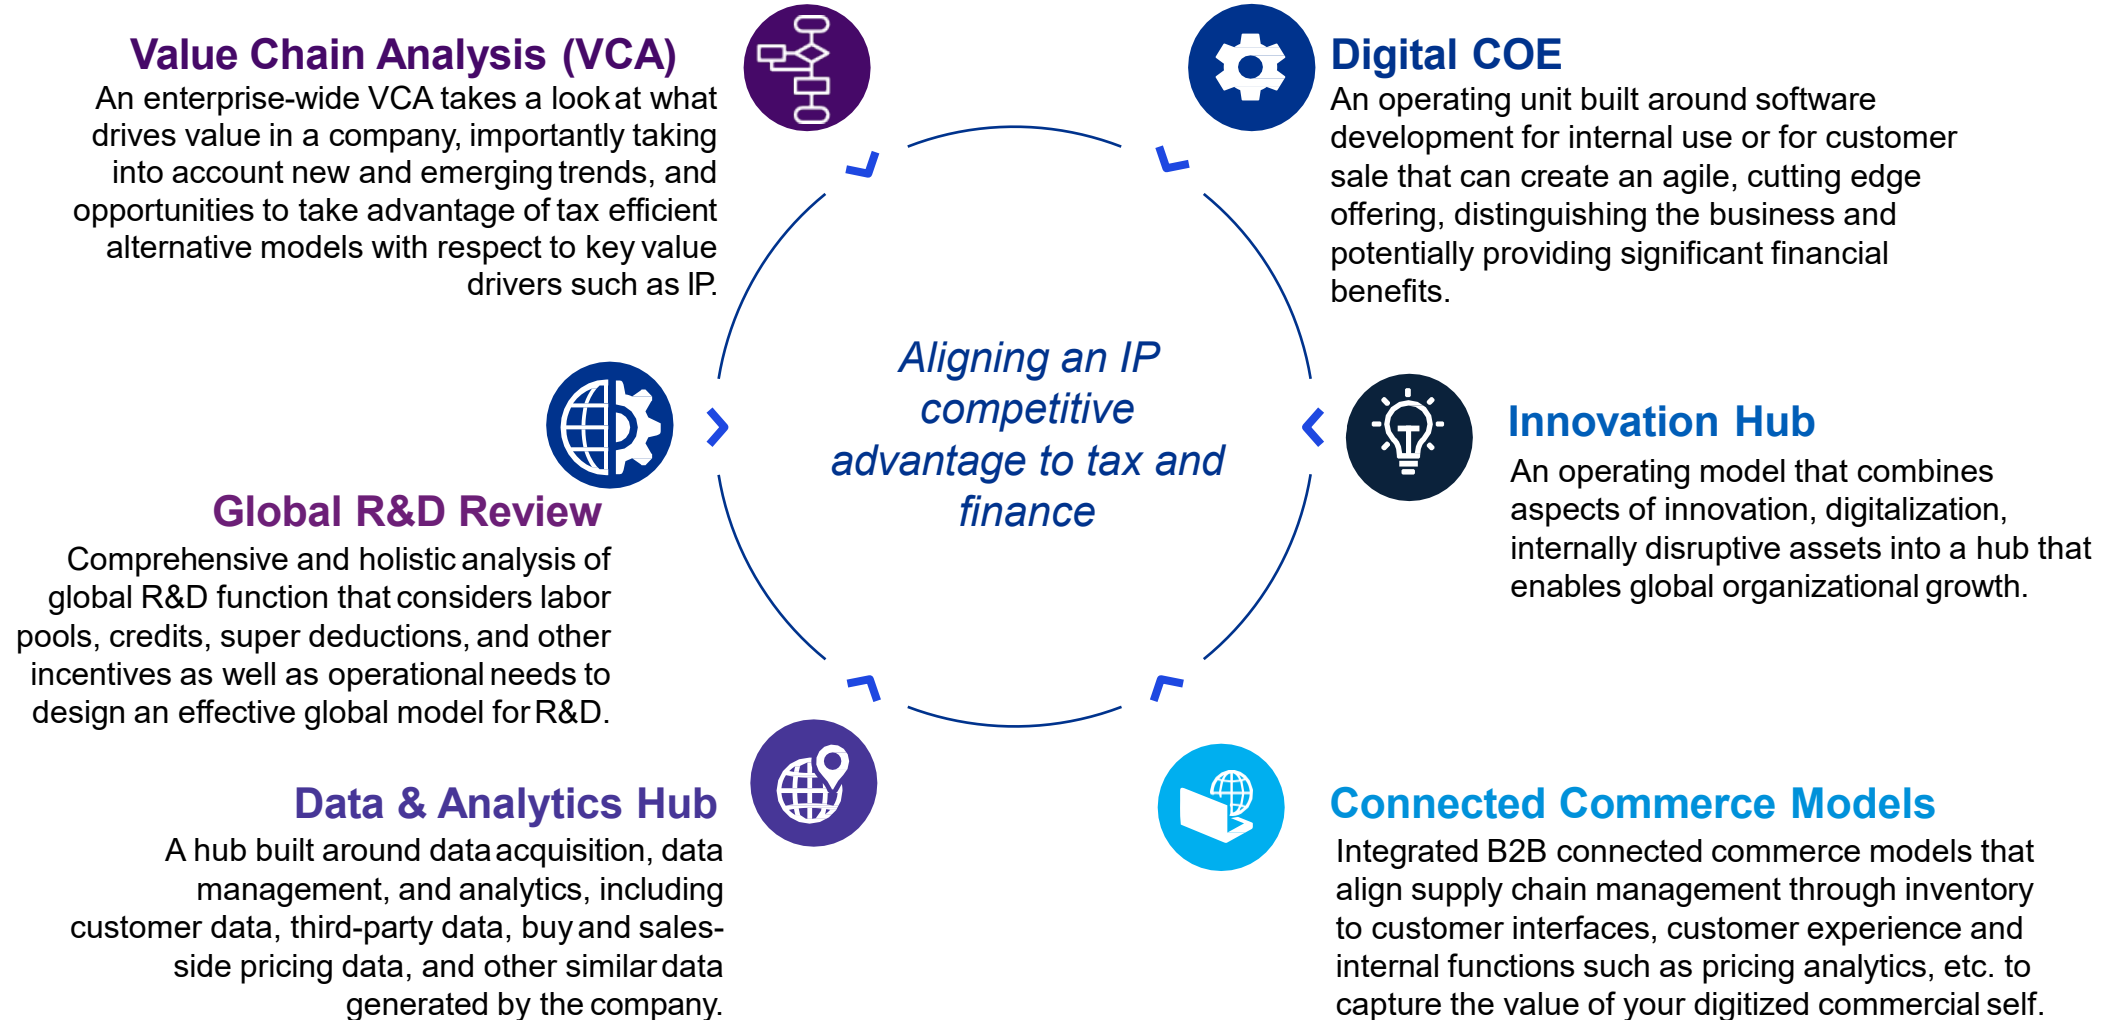 Value Chain Analysis (VCA)
An enterprise-wide VCA takes a look at what
drives value in a company, importantly taking
into account new and emerging trends, and
opportunities to take advantage of tax efficient
alternative models with respect to key value
drivers such as IP.
Digital COE
An operating unit built around software
development for internal use or for customer
sale that can create an agile, cutting edge
offering, distinguishing the business and
potentially providing significant financial
benefits.
Aligning an IP
competitive
advantage to tax and
finance
Global R&D Review
Comprehensive and holistic analysis of
global R&D function that considers labor
pools, credits, super deductions, and other
incentives as well as operational needs to
design an effective global model for R&D.
Innovation Hub
An operating model that combines
aspects of innovation, digitalization,
internally disruptive assets into a hub that
enables global organizational growth.
Data & Analytics Hub
A hub built around data acquisition, data
management, and analytics, including
customer data, third-party data, buy and sales-
side pricing data, and other similar data
generated by the company.
Connected Commerce Models
Integrated B2B connected commerce models that
align supply chain management through inventory
to customer interfaces, customer experience and
internal functions such as pricing analytics, etc. to
capture the value of your digitized commercial self.